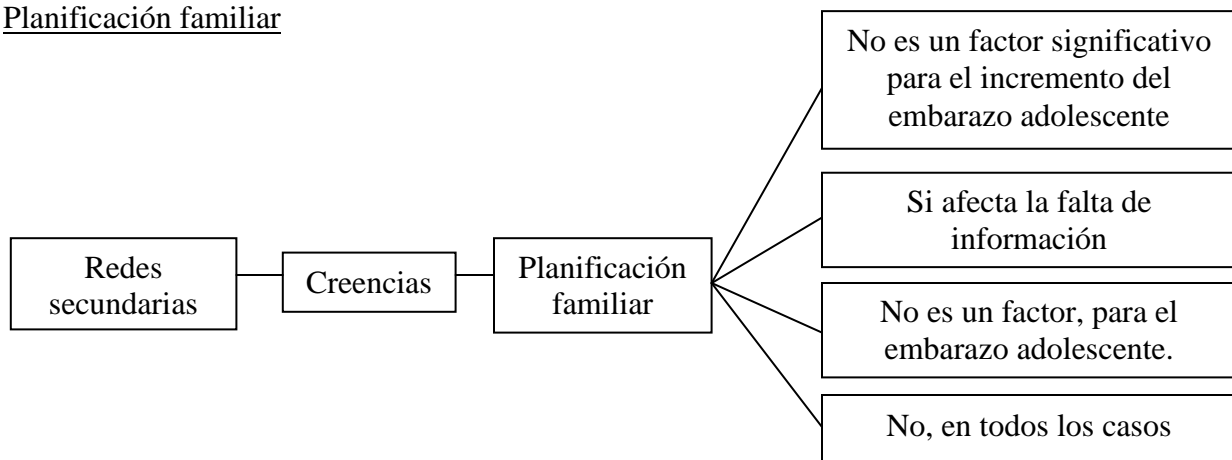 Planificación familiar
No es un factor significativo
para el incremento del
embarazo adolescente
Si afecta la falta de
información
Redes
secundarias
Creencias
Planificación
familiar
No es un factor, para el
embarazo adolescente.
No, en todos los casos